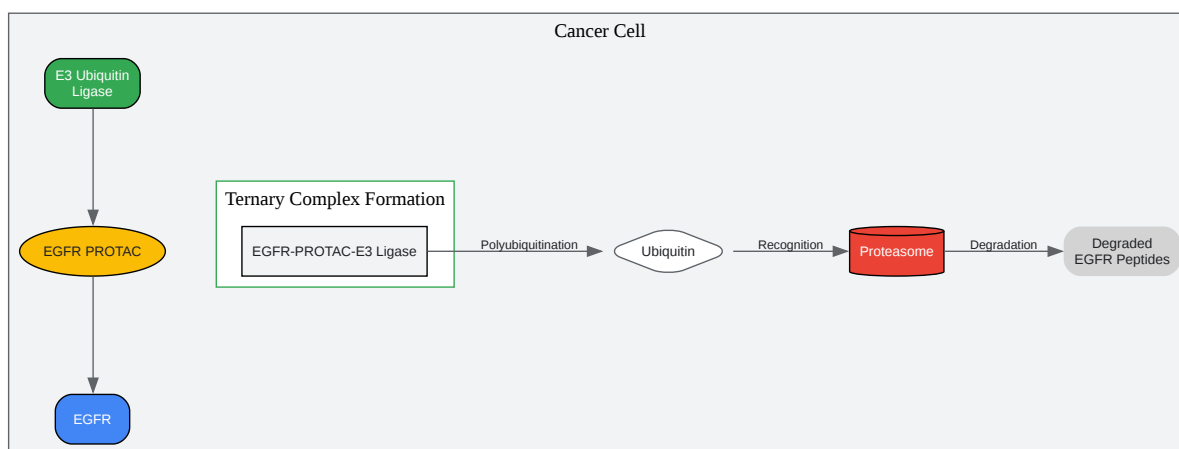 Cancer Cell
E3 Ubiquitin
Ligase
EGFR PROTAC
EGFR
Ternary Complex Formation
EGFR-PROTAC-E3 Ligase
Polyubiquitination
Ubiquitin
Recognition
Proteasome
Degradation
Degraded
EGFR Peptides